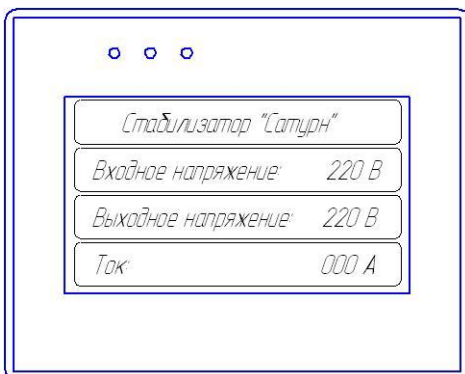 Стабилизатор "Сатурн"
Входное напряжение: 220 В
Выходное напряжение: 220 В
Ток: 000 А